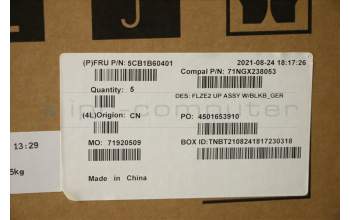 (P)FRU P/N: 5CB1B60401
2021-08-24 18:17:26
Compal P/N: 71NGX238053
Quantity: 5
DES: FLZE2 UP ASSY W/BLKB_GER
(4L)Origion: CN
PO: 4501653910
13:29
MO: 71920509
BOX ID: TNBT2108241817230318
5kg
Made in China